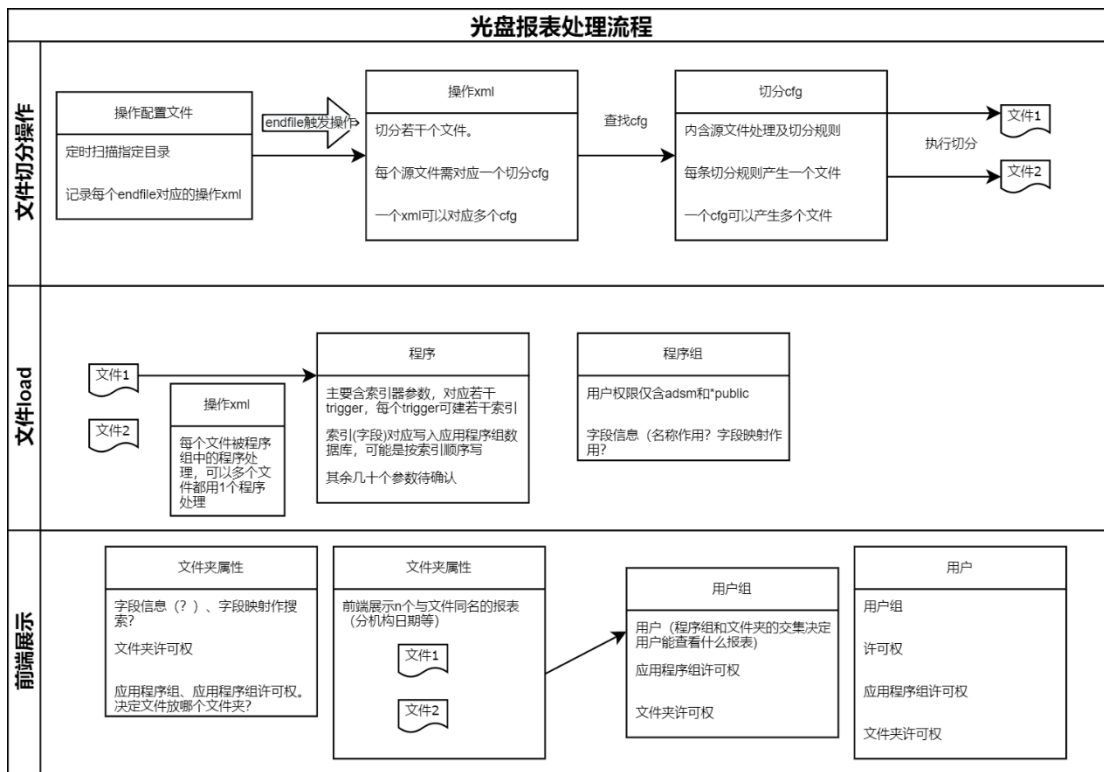 光盘报表处理流程
文件切分操作
操作配置文件
定时扫描指定目录
记录每个endfile对应的操作xml
endfile触发操作
操作xml
切分若干个文件。
每个源文件需对应一个切分cfg
一个xml可以对应多个cfg
查找cfg
切分cfg
内含源文件处理及切分规则
每条切分规则产生一个文件
一个cfg可以产生多个文件
执行切分
文件1
文件2
文件load
文件1
文件2
操作xml
每个文件被程序
组中的程序处
理，可以多个文
件都用1个程序
处理
程序
主要含索引器参数，对应若干
trigger，每个trigger可建若干索引
索引(字段)对应写入应用程序组数
据库，可能是按索引顺序写
其余几十个参数待确认
程序组
用户权限仅含adsm和*public
字段信息（名称作用？字段映射作
用？
前端展示
文件夹属性
字段信息（？）、字段映射作搜
索？
文件夹许可权
应用程序组、应用程序组许可权。
决定文件放哪个文件夹？
文件夹属性
前端展示n个与文件同名的报表
（分机构日期等）
文件1
文件2
用户组
用户（程序组和文件夹的交集决定
用户能查看什么报表）
应用程序组许可权
文件夹许可权
用户
用户组
许可权
应用程序组许可权
文件夹许可权